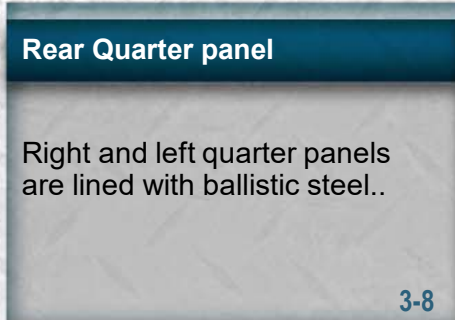 Rear Quarter panel
Right and left quarter panels
are lined with ballistic steel..
3-8